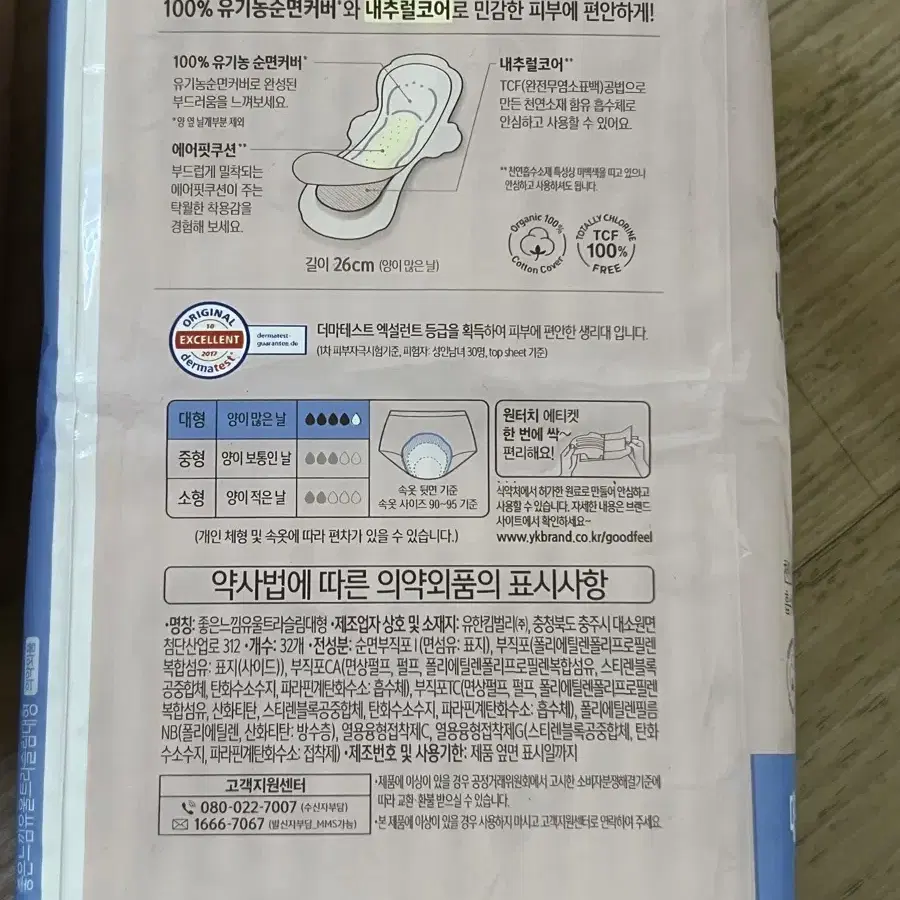 100% 유기농순면커버*와 내추럴코어로 민감한 피부에 편안하게!
100% 유기농 순면커버*
유기농순면커버로 완성된
부드러움을 느껴보세요.
*양 옆 날개부분 제외
에어핏쿠션**
부드럽게 밀착되는
에어핏쿠션이 주는
탁월한 착용감을
경험해 보세요.
내추럴코어**
TCF(완전무염소표백)공법으로
만든 천연소재 함유 흡수체로
안심하고 사용할 수 있어요.
**천연흡수소재 특성상 미백색을 띠고 있으나
안심하고 사용하셔도 됩니다.
Organic 100%
Cotton Cover
TOTALLY CHLORINE
TCF
100%
FREE
길이 26cm (양이 많은 날)
ORIGINAL
EXCELLENT
2017
dermatest
dermatest-
guarantee.de
더마테스트 엑설런트 등급을 획득하여 피부에 편안한 생리대 입니다.
(1차 피부자극시험기준, 피험자: 성인남녀 30명, top sheet 기준)
대형 양이 많은 날
중형 양이 보통인 날
소형 양이 적은 날
속옷 뒷면 기준
속옷 사이즈 90~95 기준
(개인 체형 및 속옷에 따라 편차가 있을 수 있습니다.)
원터치 에티켓
한 번에 싹~
편리해요!
식약처에서 허가한 원료로 만들어 안심하고
사용할 수 있습니다. 자세한 내용은 브랜드
사이트에서 확인하세요~
www.ykbrand.co.kr/goodfeel
약사법에 따른 의약외품의 표시사항
•명칭: 좋은느낌유울트라슬림대형 •제조업자 상호 및 소재지: 유한킴벌리㈜, 충청북도 충주시 대소원면
첨단산업로 312 •개수: 32개 •전성분: 순면부직포Ⅰ(면섬유: 표지), 부직포(폴리에틸렌폴리프로필렌
복합섬유: 표지(사이드)), 부직포CA(면상펄프, 펄프, 폴리에틸렌폴리프로필렌복합섬유, 스티렌블록
공중합체, 탄화수소수지, 파라핀계탄화수소: 흡수체), 부직포TC(면상펄프, 펄프, 폴리에틸렌폴리프로필렌
복합섬유, 산화티탄, 스티렌블록공중합체, 탄화수소수지, 파라핀계탄화수소: 흡수체), 폴리에틸렌필름
NB(폴리에틸렌, 산화티탄: 방수층), 열용융형접착제C, 열용융형접착제G(스티렌블록공중합체, 탄화
수소수지, 파라핀계탄화수소: 접착제) •제조번호 및 사용기한: 제품 옆면 표시일까지
고객지원센터
080-022-7007 (수신자부담)
1666-7067 (발신자부담_MMS가능)
•제품에 이상이 있을 경우 공정거래위원회에서 고시한 소비자분쟁해결기준에
따라 교환·환불 받으실 수 있습니다.
•본 제품에 이상이 있을 경우 사용하지 마시고 고객지원센터로 연락하여 주세요.
좋은느낌유울트라슬림대형 의약외품